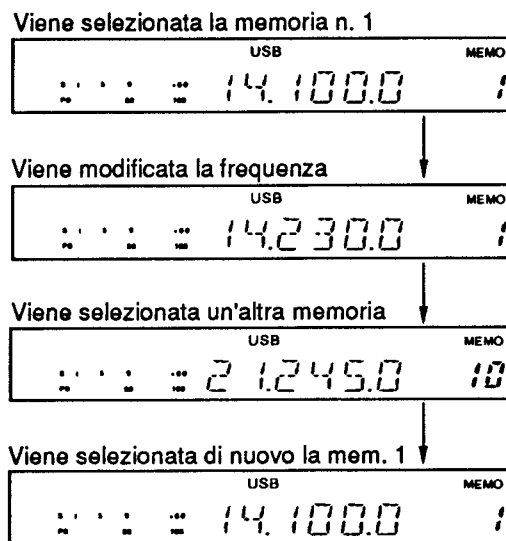 Viene selezionata la memoria n. 1
USB MEMO
14.100.0 1
Viene modificata la frequenza
USB MEMO
14.230.0 1
Viene selezionata un'altra memoria
USB MEMO
21.245.0 10
Viene selezionata di nuovo la mem. 1
USB MEMO
14.100.0 1